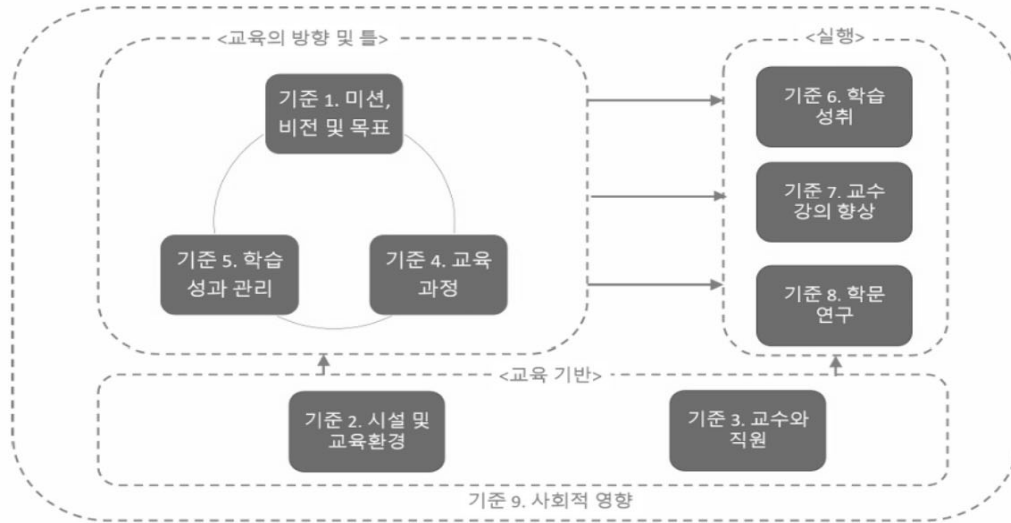 <교육의 방향 및 틀>
기준 1. 미션,
비전 및 목표
기준 5. 학습
성과 관리
기준 4. 교육
과정
<실행>
기준 6. 학습
성취
기준 7. 교수
강의 향상
기준 8. 학문
연구
<교육 기반>
기준 2. 시설 및
교육환경
기준 3. 교수와
직원
기준 9. 사회적 영향